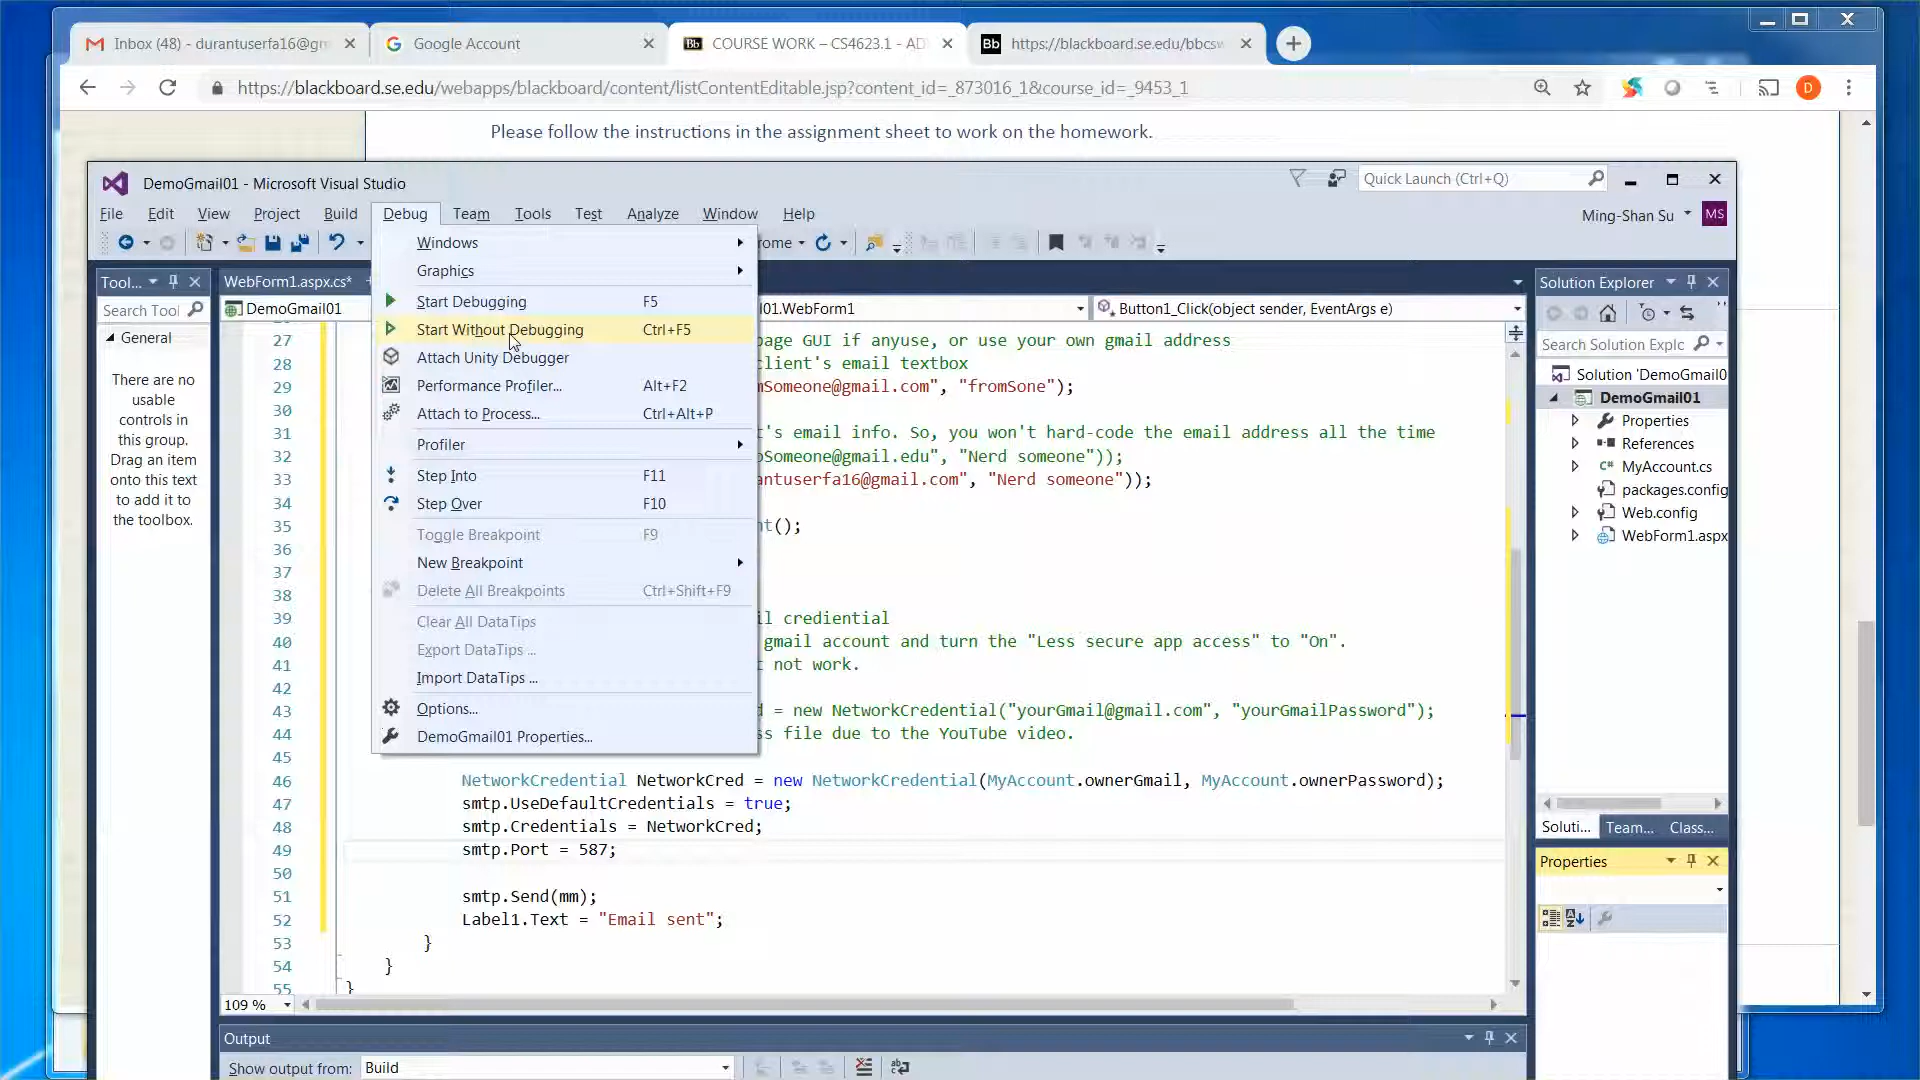 Inbox (48) - durantuserfa16@gm
Google Account
Bb COURSE WORK – CS4623.1 - AD
Bb https://blackboard.se.edu/bbcsw
https://blackboard.se.edu/webapps/blackboard/content/listContentEditable.jsp?content_id=_873016_1&course_id=_9453_1
D
Please follow the instructions in the assignment sheet to work on the homework.
DemoGmail01 - Microsoft Visual Studio
Quick Launch (Ctrl+Q)
File Edit View Project Build Debug Team Tools Test Analyze Window Help
Ming-Shan Su MS
rome
Tool...
WebForm1.aspx.cs*
Solution Explorer
Search Tool
DemoGmail01
01.WebForm1
Button1_Click(object sender, EventArgs e)
General
There are no
usable
controls in
this group.
Drag an item
onto this text
to add it to
the toolbox.
Windows
Graphics
Start Debugging F5
Start Without Debugging Ctrl+F5
Attach Unity Debugger
Performance Profiler... Alt+F2
Attach to Process... Ctrl+Alt+P
Profiler
Step Into F11
Step Over F10
Toggle Breakpoint F9
New Breakpoint
Delete All Breakpoints Ctrl+Shift+F9
Clear All DataTips
Export DataTips ...
Import DataTips ...
Options...
DemoGmail01 Properties...
27 page GUI if anyuse, or use your own gmail address
28 client's email textbox
29 mSomeone@gmail.com", "fromSone");
30
31 t's email info. So, you won't hard-code the email address all the time
32 oSomeone@gmail.edu", "Nerd someone"));
33 antuserfa16@gmail.com", "Nerd someone"));
34
35 nt();
36
37
38
39 il crediential
40 gmail account and turn the "Less secure app access" to "On".
41 t not work.
42
43 d = new NetworkCredential("yourGmail@gmail.com", "yourGmailPassword");
44 ss file due to the YouTube video.
45
46 NetworkCredential NetworkCred = new NetworkCredential(MyAccount.ownerGmail, MyAccount.ownerPassword);
47 smtp.UseDefaultCredentials = true;
48 smtp.Credentials = NetworkCred;
49 smtp.Port = 587;
50
51 smtp.Send(mm);
52 Label1.Text = "Email sent";
53 }
54 }
55 }
109 %
Search Solution Explc
Solution 'DemoGmail0
DemoGmail01
Properties
References
C# MyAccount.cs
packages.config
Web.config
WebForm1.aspx
Soluti... Team... Class...
Properties
Output
Show output from: Build